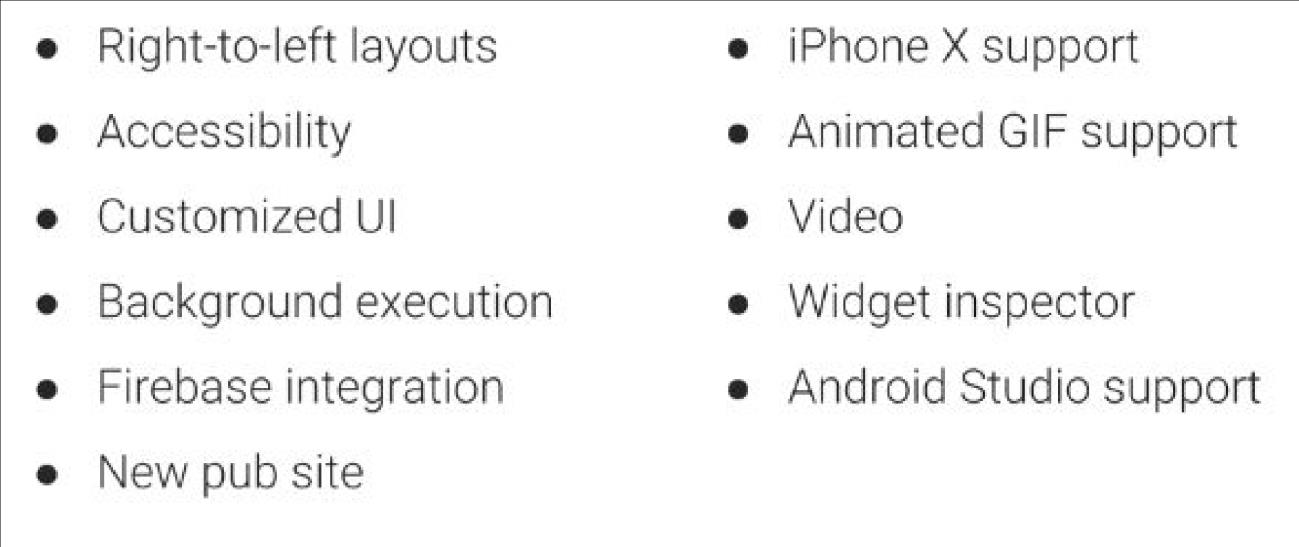 • Right-to-left layouts
• Accessibility
• Customized UI
• Background execution
• Firebase integration
• New pub site
• iPhone X support
• Animated GIF support
• Video
• Widget inspector
• Android Studio support